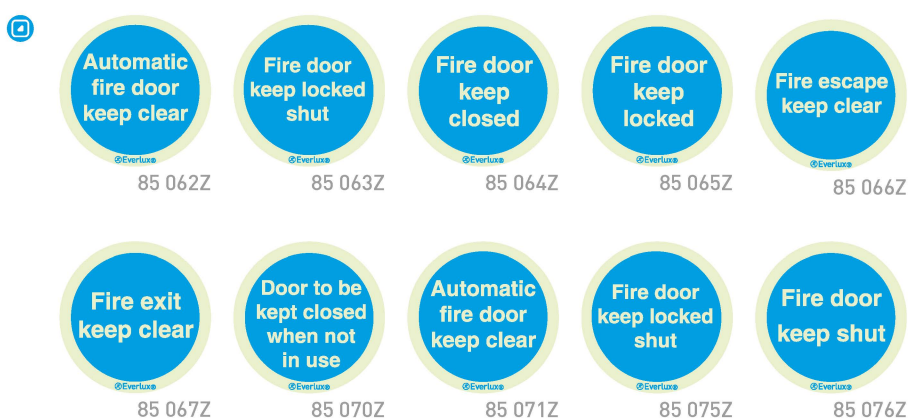 Automatic
fire door
keep clear
Everlux
85 062Z
Fire door
keep locked
shut
Everlux
85 063Z
Fire door
keep
closed
Everlux
85 064Z
Fire door
keep
locked
Everlux
85 065Z
Fire escape
keep clear
Everlux
85 066Z
Fire exit
keep clear
Everlux
85 067Z
Door to be
kept closed
when not
in use
Everlux
85 070Z
Automatic
fire door
keep clear
Everlux
85 071Z
Fire door
keep locked
shut
Everlux
85 075Z
Fire door
keep shut
Everlux
85 076Z